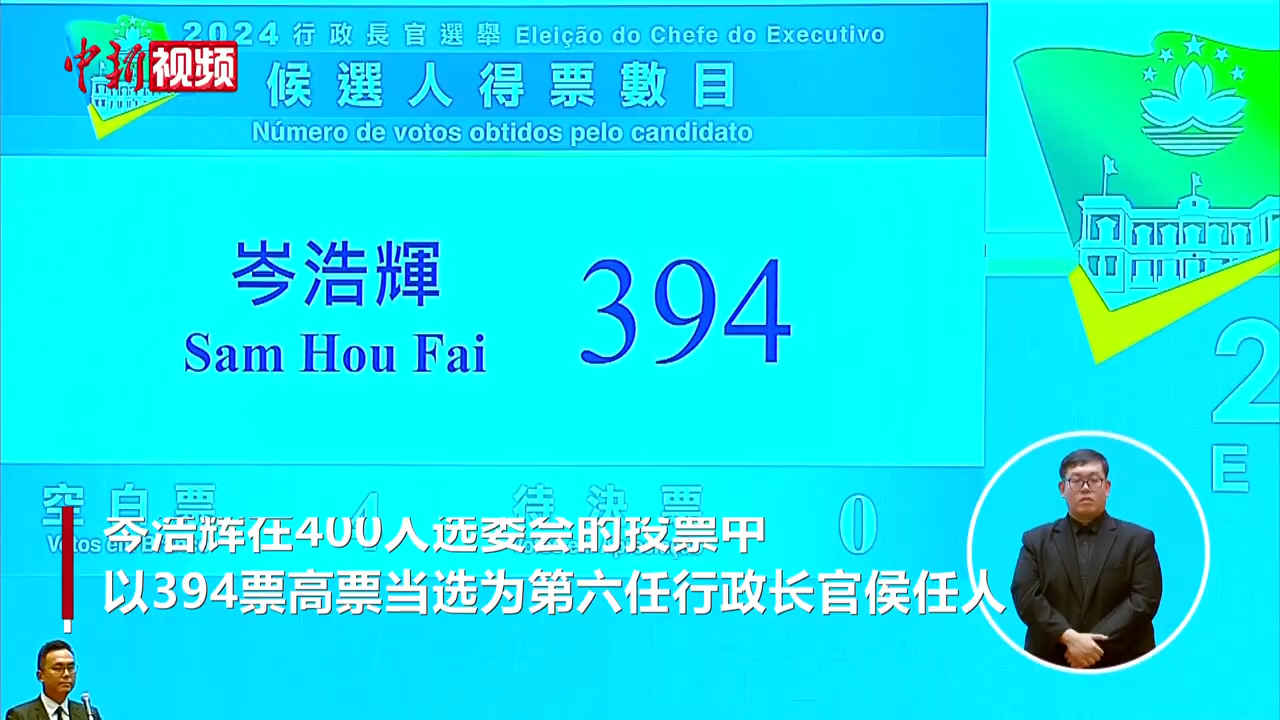 中新视频
2024 行政長官選舉 Eleição do Chefe do Executivo
候選人得票數目
Número de votos obtidos pelo candidato
岑浩輝 394
Sam Hou Fai
2
E
空白票 4 待決票 0
岑浩辉在400人选委会的投票中
以394票高票当选为第六任行政长官侯任人